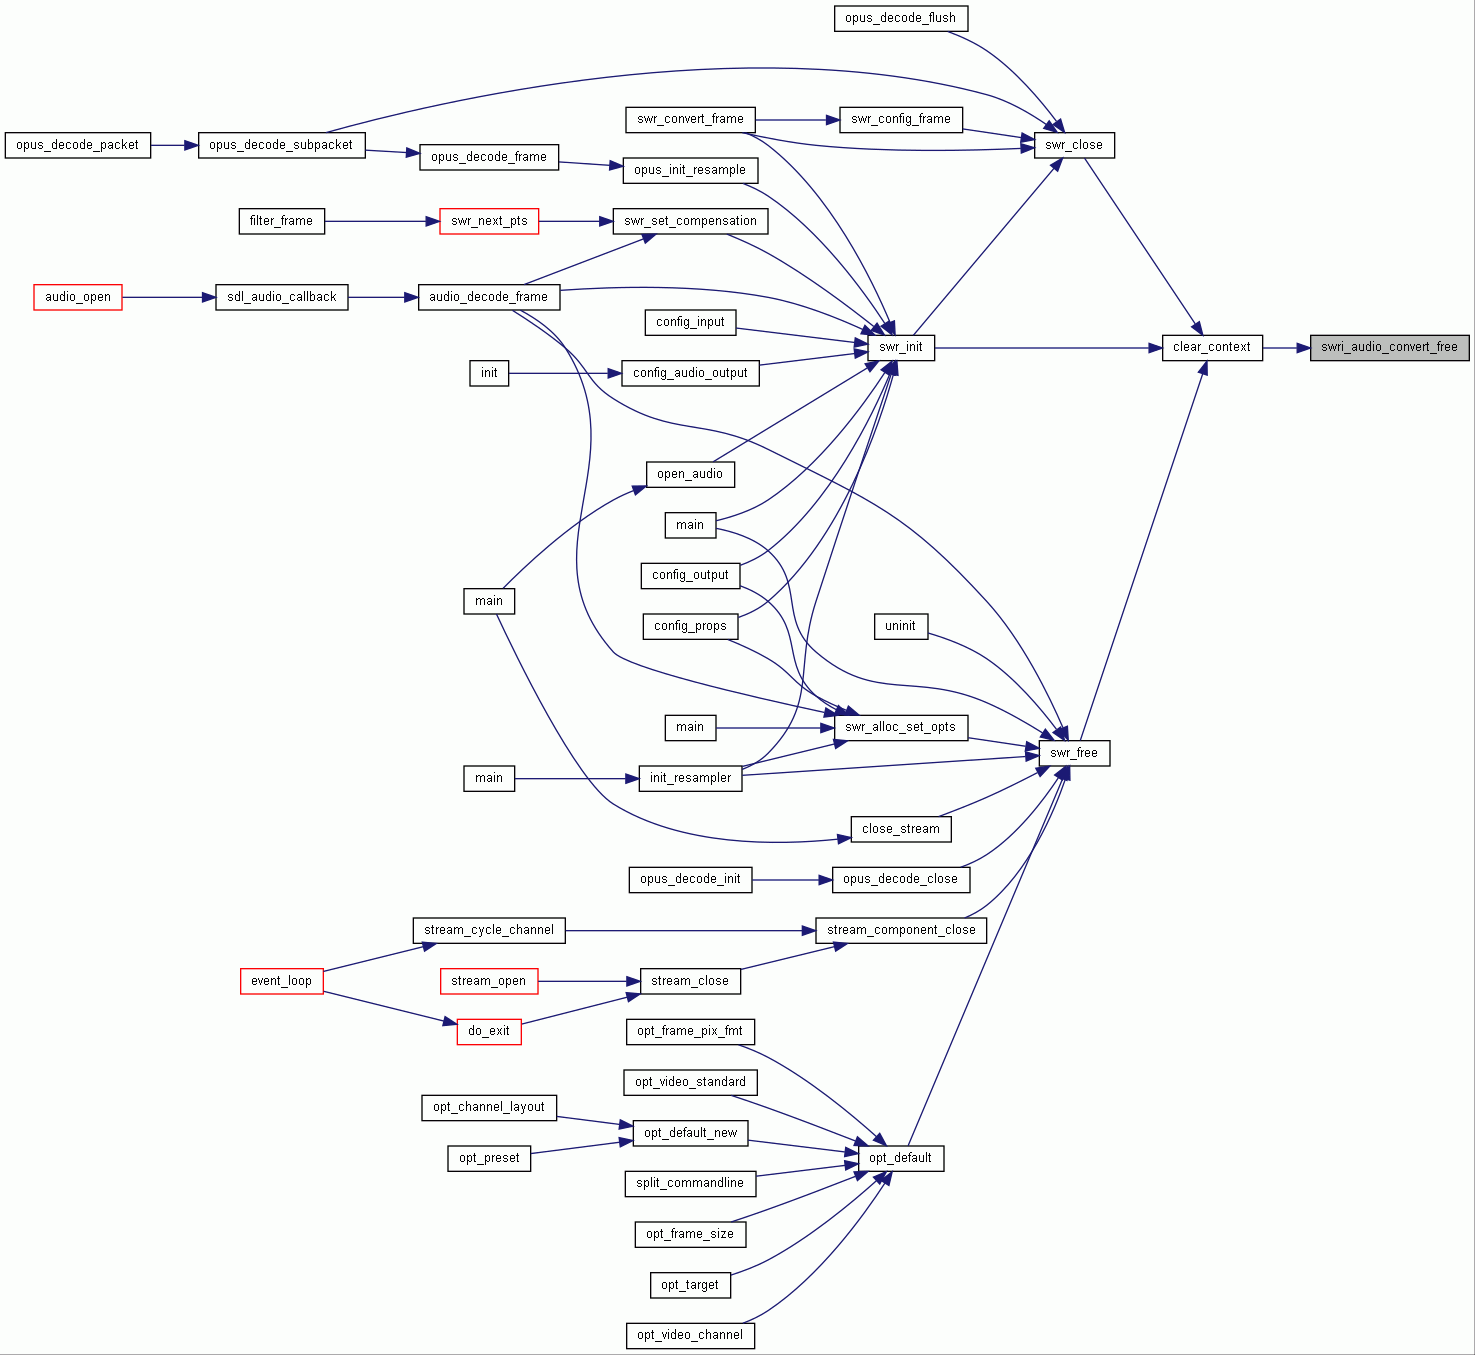 opus_decode_flush
swr_convert_frame
swr_config_frame
opus_decode_packet
opus_decode_subpacket
opus_decode_frame
swr_close
opus_init_resample
filter_frame
swr_next_pts
swr_set_compensation
audio_open
sdl_audio_callback
audio_decode_frame
config_input
swr_init
clear_context
swri_audio_convert_free
init
config_audio_output
open_audio
main
config_output
main
config_props
uninit
main
swr_alloc_set_opts
swr_free
main
init_resampler
close_stream
opus_decode_init
opus_decode_close
stream_cycle_channel
stream_component_close
event_loop
stream_open
stream_close
do_exit
opt_frame_pix_fmt
opt_video_standard
opt_channel_layout
opt_default_new
opt_preset
opt_default
split_commandline
opt_frame_size
opt_target
opt_video_channel